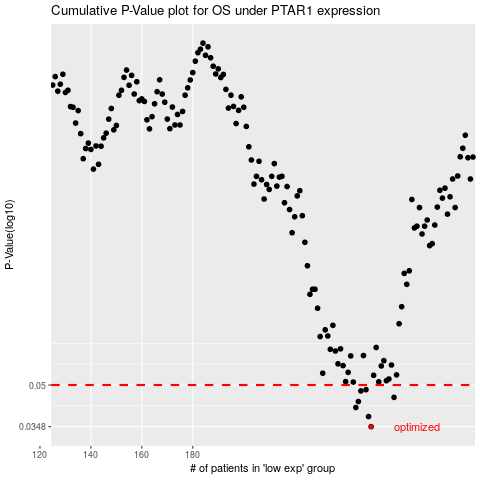 Cumulative P-Value plot for OS under PTAR1 expression
P-Value(log10)
0.05
0.0348
optimized
120 140 160 180
# of patients in 'low exp' group